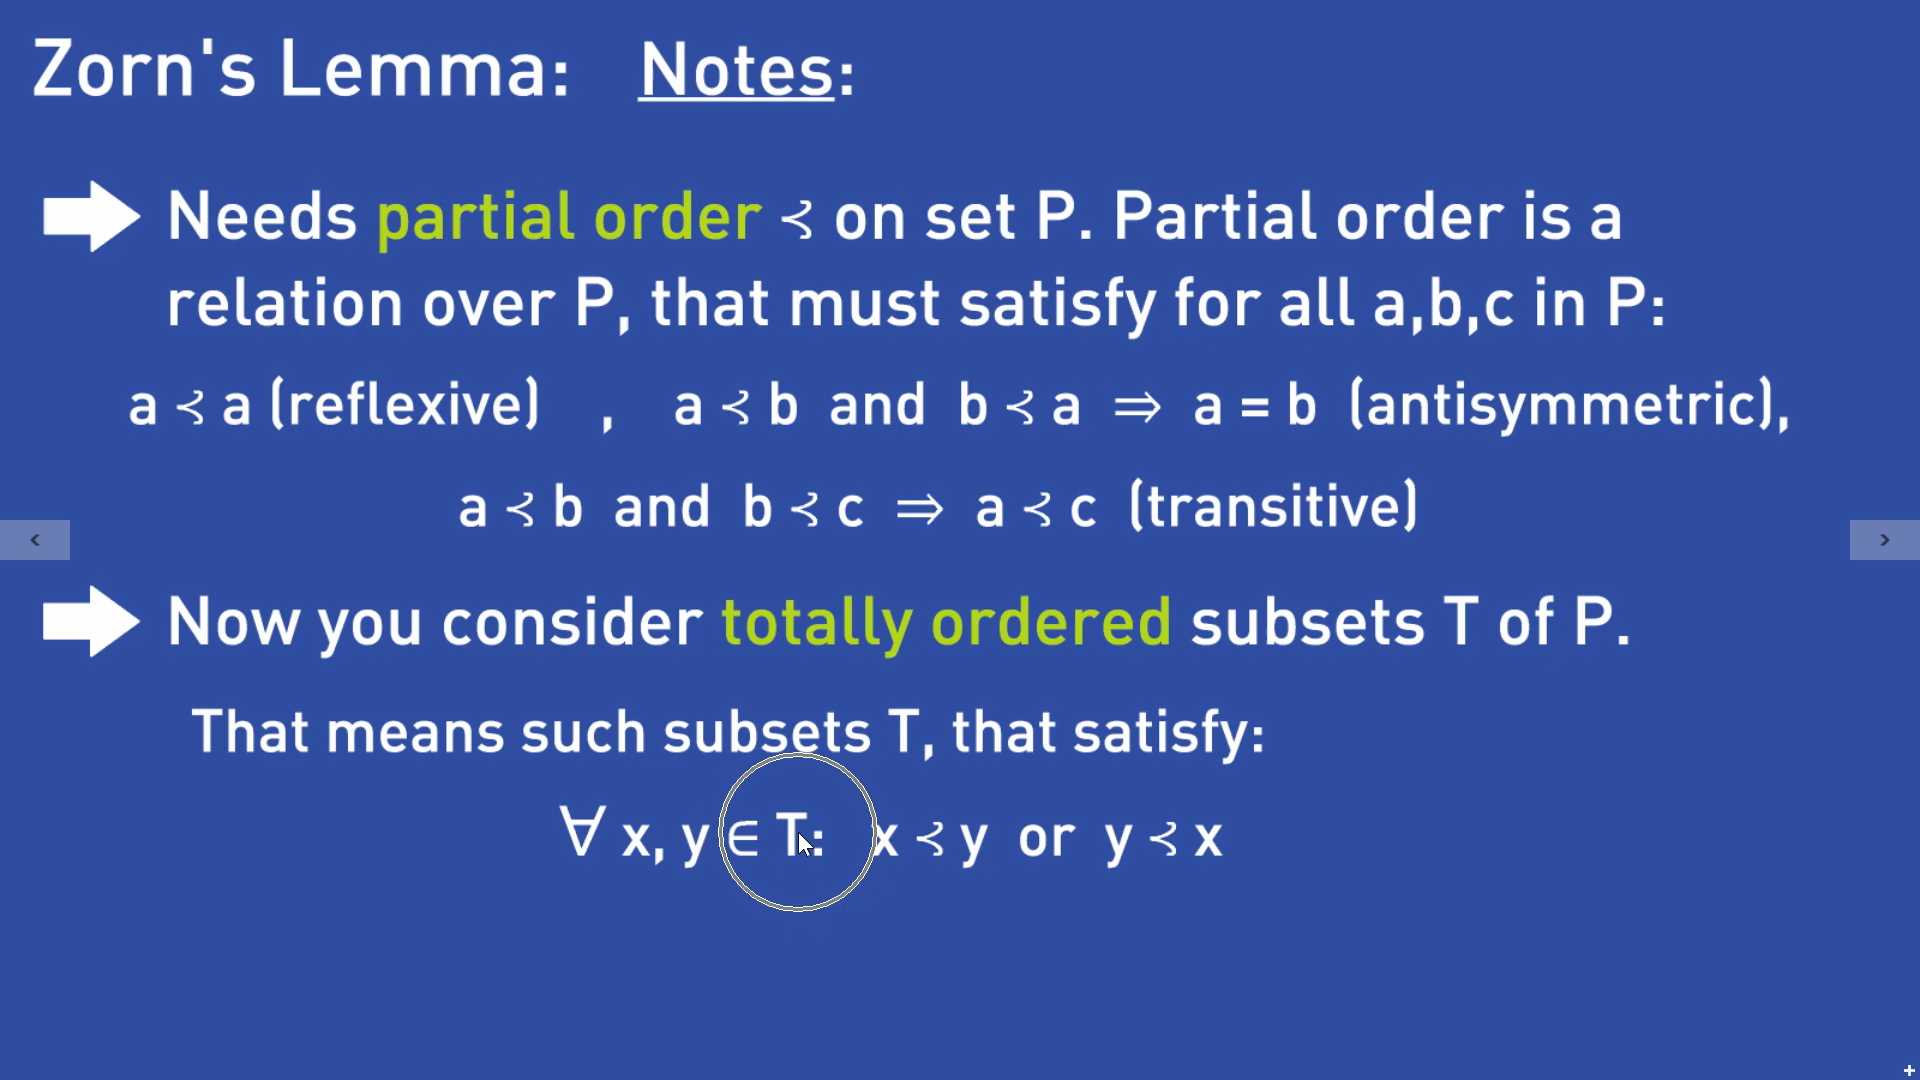 Zorn's Lemma: Notes:
Needs partial order ⊰ on set P. Partial order is a
relation over P, that must satisfy for all a,b,c in P:
a ⊰ a (reflexive) , a ⊰ b and b ⊰ a ⇒ a = b (antisymmetric),
a ⊰ b and b ⊰ c ⇒ a ⊰ c (transitive)
Now you consider totally ordered subsets T of P.
That means such subsets T, that satisfy:
∀ x, y ∈ T: x ⊰ y or y ⊰ x